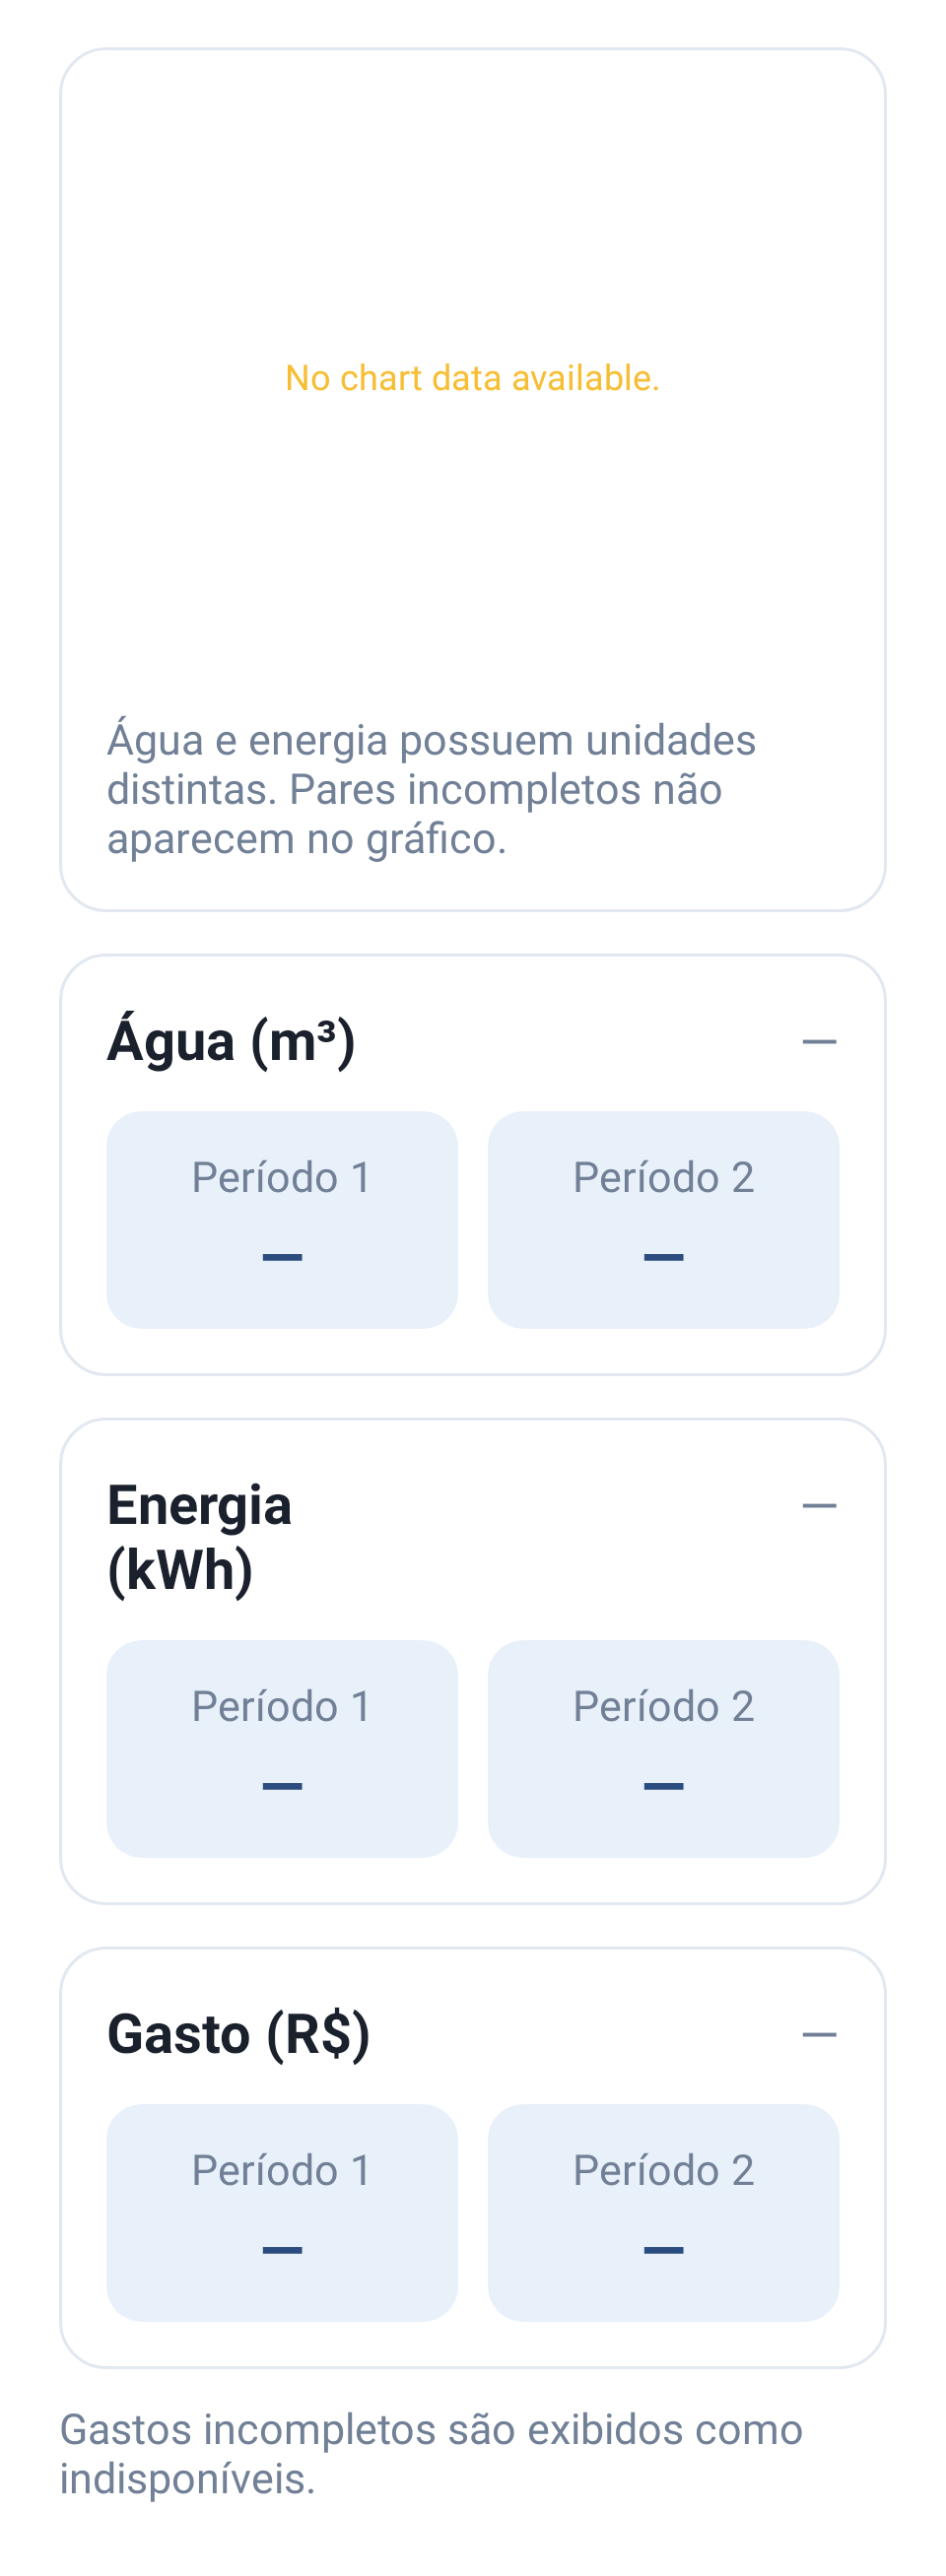 No chart data available.
Água e energia possuem unidades
distintas. Pares incompletos não
aparecem no gráfico.
Água (m³) —
Período 1 Período 2
— —
Energia —
(kWh)
Período 1 Período 2
— —
Gasto (R$) —
Período 1 Período 2
— —
Gastos incompletos são exibidos como
indisponíveis.